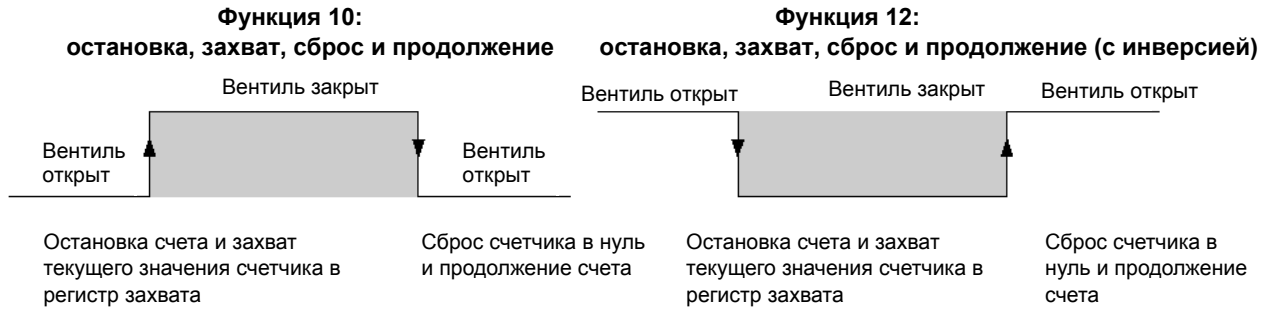 Функция 10:
остановка, захват, сброс и продолжение
Вентиль закрыт
Вентиль
открыт
Вентиль
открыт
Остановка счета и захват
текущего значения счетчика в
регистр захвата
Сброс счетчика в нуль
и продолжение счета
Функция 12:
остановка, захват, сброс и продолжение (с инверсией)
Вентиль открыт
Вентиль закрыт
Вентиль открыт
Остановка счета и захват
текущего значения счетчика в
регистр захвата
Сброс счетчика в
нуль и продолжение
счета